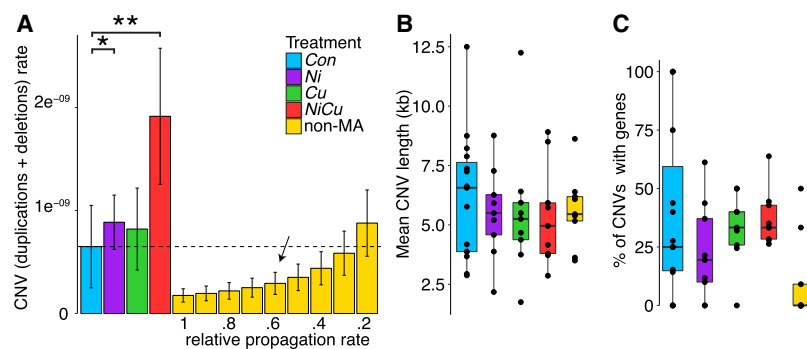 A
CNV (duplications + deletions) rate
2e⁻⁰⁹
1e⁻⁰⁹
0
*
**
Treatment
Con
Ni
Cu
NiCu
non-MA
1 .8 .6 .4 .2
relative propagation rate
B
Mean CNV length (kb)
12.5
10.0
7.5
5.0
2.5
C
% of CNVs with genes
100
75
50
25
0